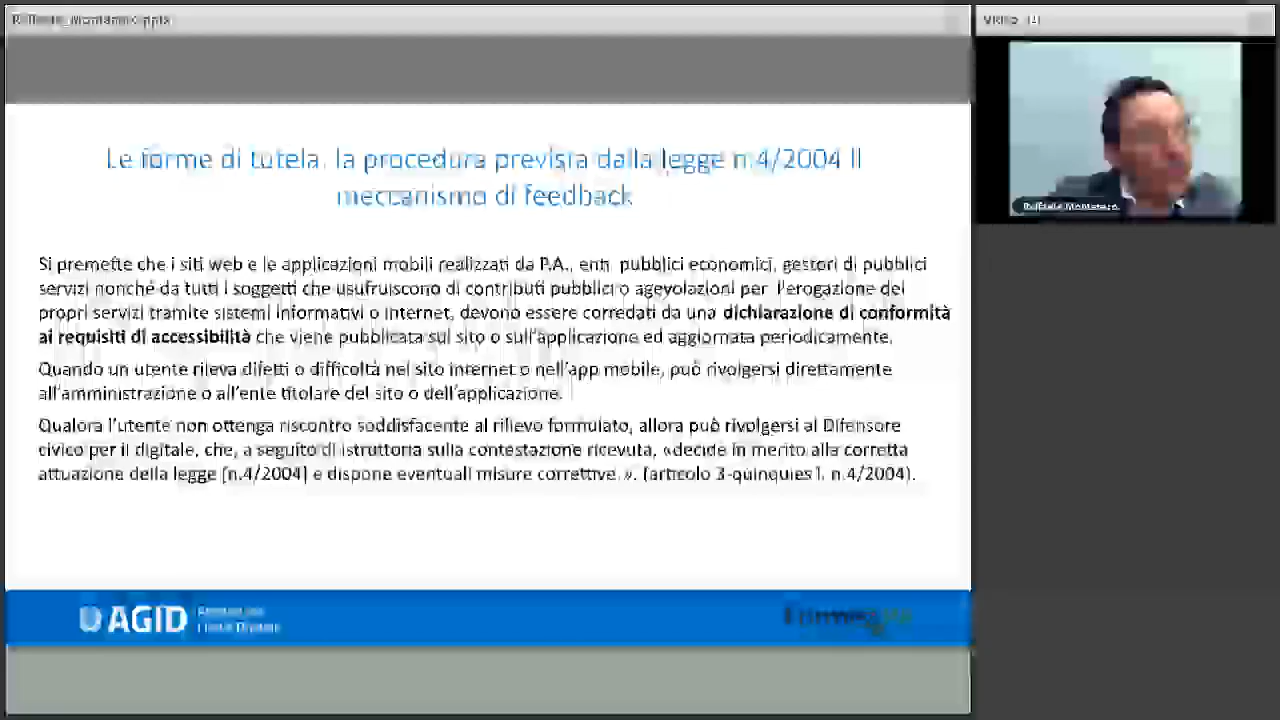 Le forme di tutela. la procedura prevista dalla legge n.4/2004 Il
meccanismo di feedback
Si premette che i siti web e le applicazioni mobili realizzati da P.A., enti pubblici economici, gestori di pubblici
servizi nonché da tutti i soggetti che usufruiscono di contributi pubblici o agevolazioni per l'erogazione dei
propri servizi tramite sistemi informativi o internet, devono essere corredati da una dichiarazione di conformità
ai requisiti di accessibilità che viene pubblicata sul sito o sull'applicazione ed aggiornata periodicamente.
Quando un utente rileva difetti o difficoltà nel sito internet o nell'app mobile, può rivolgersi direttamente
all'amministrazione o all'ente titolare del sito o dell'applicazione.
Qualora l'utente non ottenga riscontro soddisfacente al rilievo formulato, allora può rivolgersi al Difensore
civico per il digitale, che, a seguito di istruttoria sulla contestazione ricevuta, «decide in merito alla corretta
attuazione della legge [n.4/2004] e dispone eventuali misure correttive.». (articolo 3-quinquies l. n.4/2004).
AGID